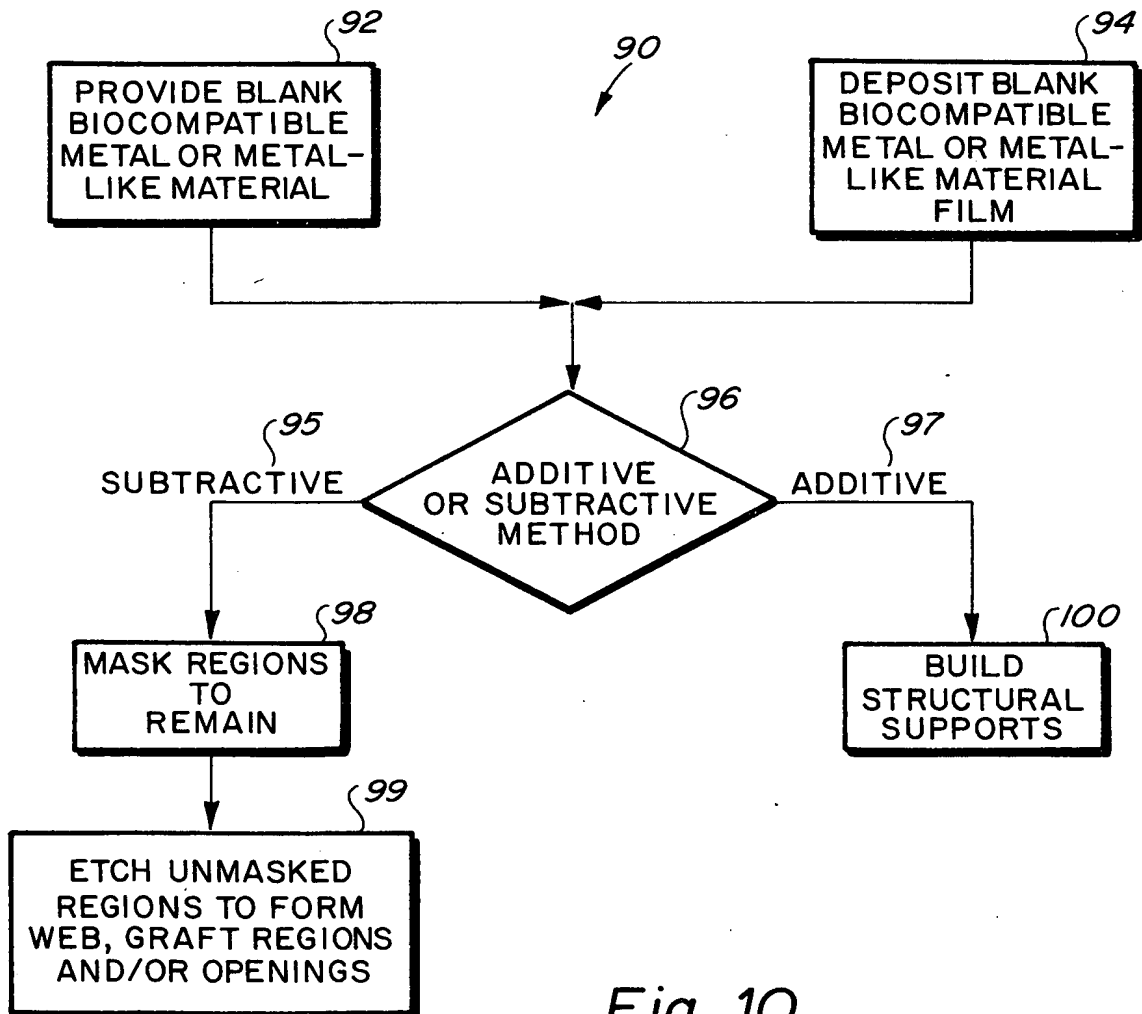 92
PROVIDE BLANK
BIOCOMPATIBLE
METAL OR METAL-
LIKE MATERIAL
90
94
DEPOSIT BLANK
BIOCOMPATIBLE
METAL OR METAL-
LIKE MATERIAL
FILM
96
ADDITIVE
OR SUBTRACTIVE
METHOD
95
SUBTRACTIVE
97
ADDITIVE
98
MASK REGIONS
TO
REMAIN
100
BUILD
STRUCTURAL
SUPPORTS
99
ETCH UNMASKED
REGIONS TO FORM
WEB, GRAFT REGIONS
AND/OR OPENINGS
Fig. 10